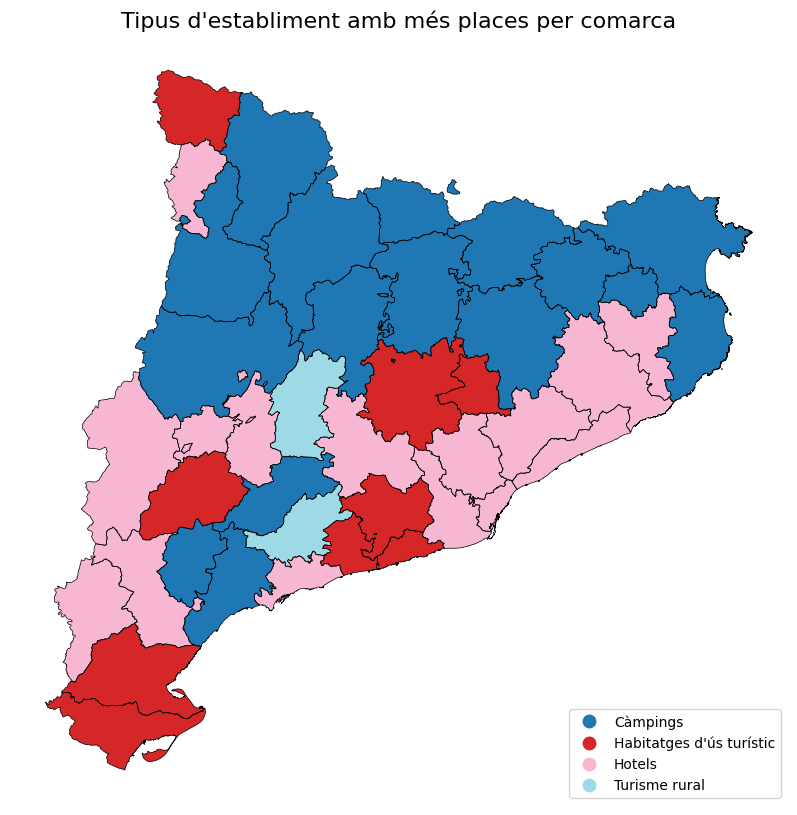 Tipus d'establiment amb més places per comarca
Càmpings
Habitatges d'ús turístic
Hotels
Turisme rural